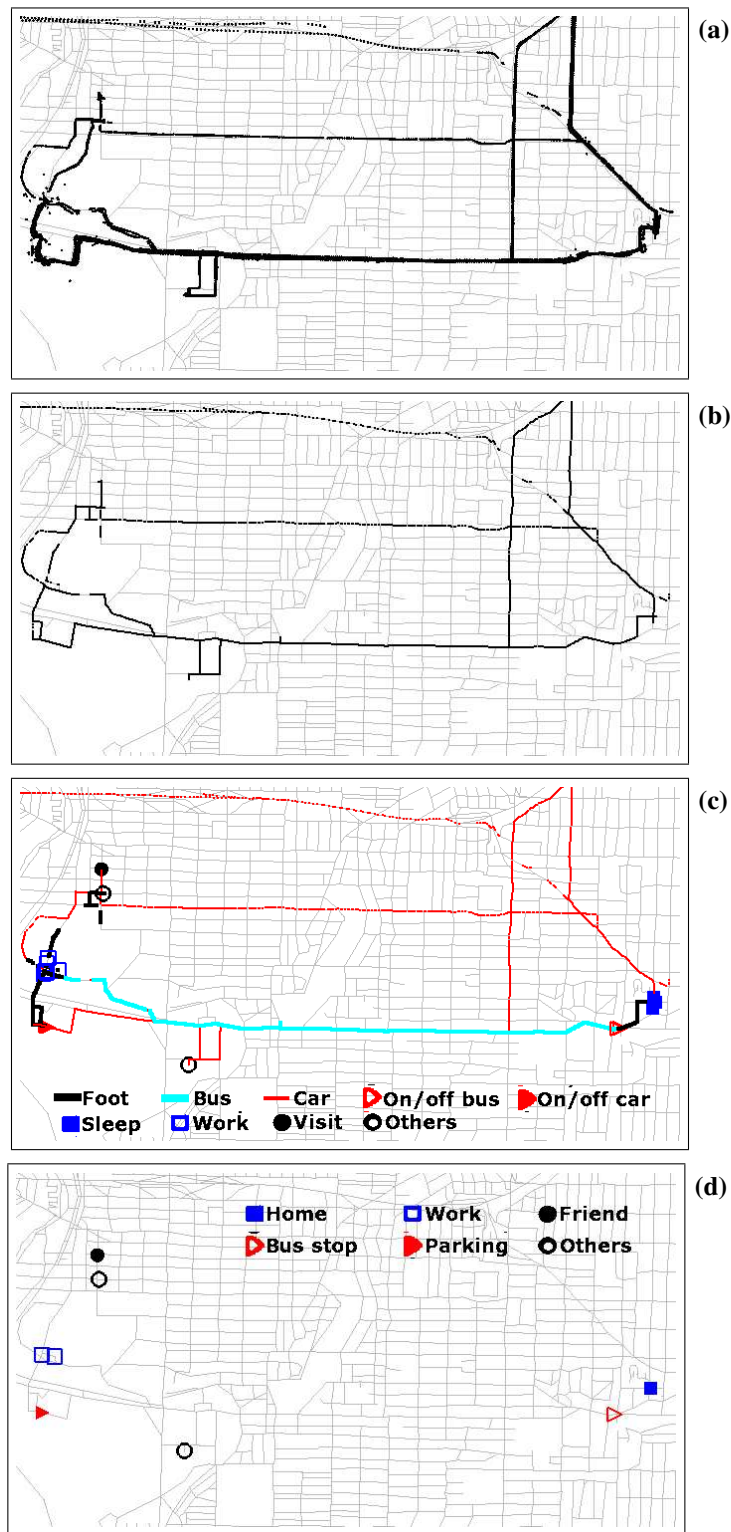 (a)
(b)
(c)
Foot Bus Car On/off bus On/off car
Sleep Work Visit Others
(d)
Home Work Friend
Bus stop Parking Others